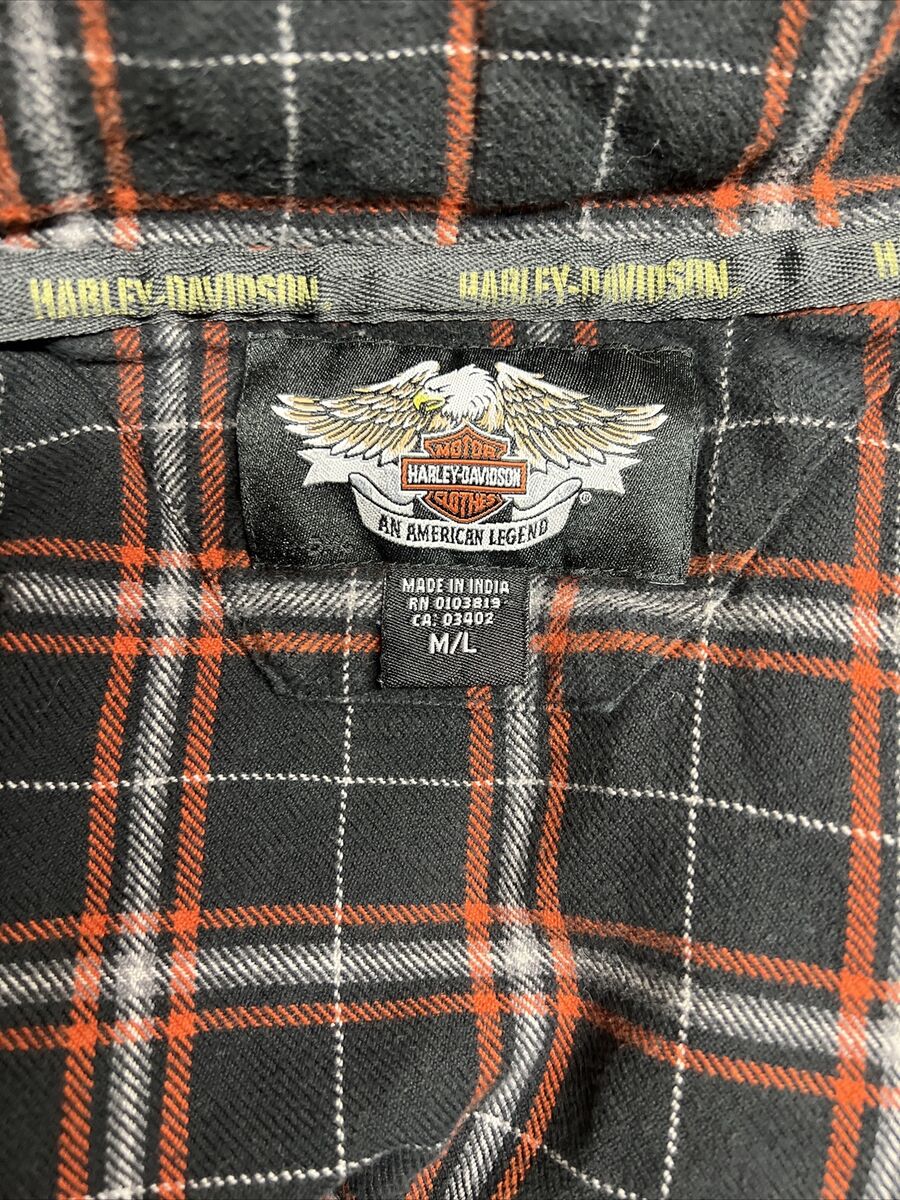 HARLEY-DAVIDSON HARLEY-DAVIDSON H
MOTOR
HARLEY-DAVIDSON
CLOTHES
®
AN AMERICAN LEGEND
MADE IN INDIA
RN 0103819
CA: 03402
M/L